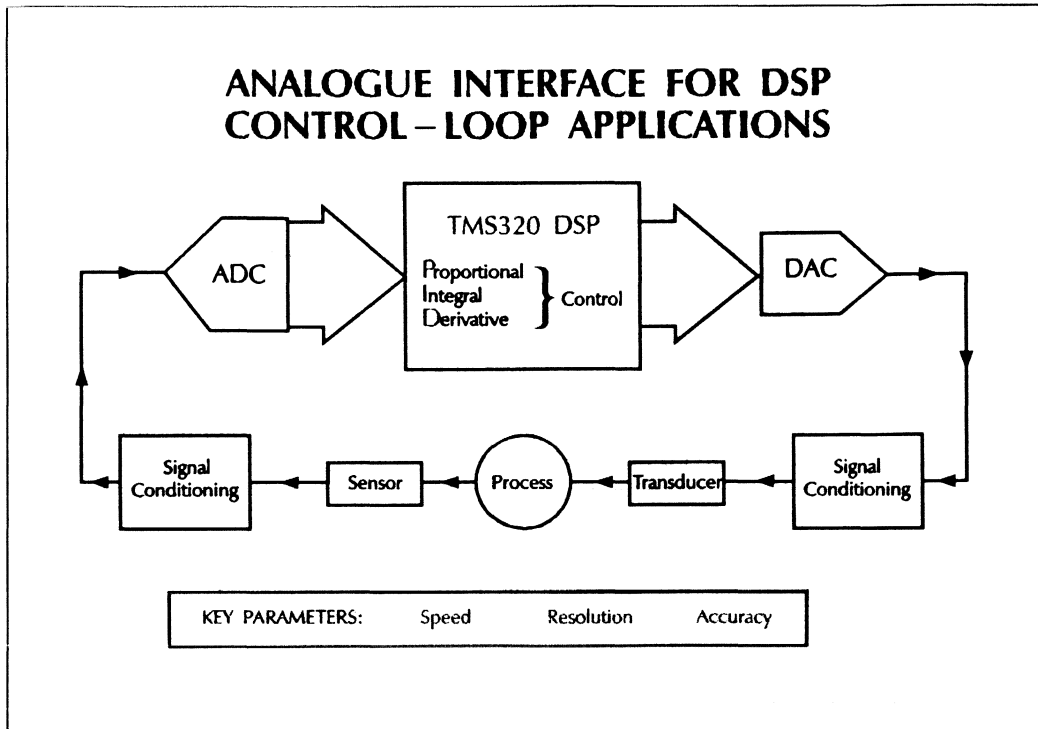 ANALOGUE INTERFACE FOR DSP
CONTROL – LOOP APPLICATIONS
ADC
TMS320 DSP
Proportional
Integral
Derivative
Control
DAC
Signal
Conditioning
Sensor
Process
Transducer
Signal
Conditioning
KEY PARAMETERS: Speed Resolution Accuracy